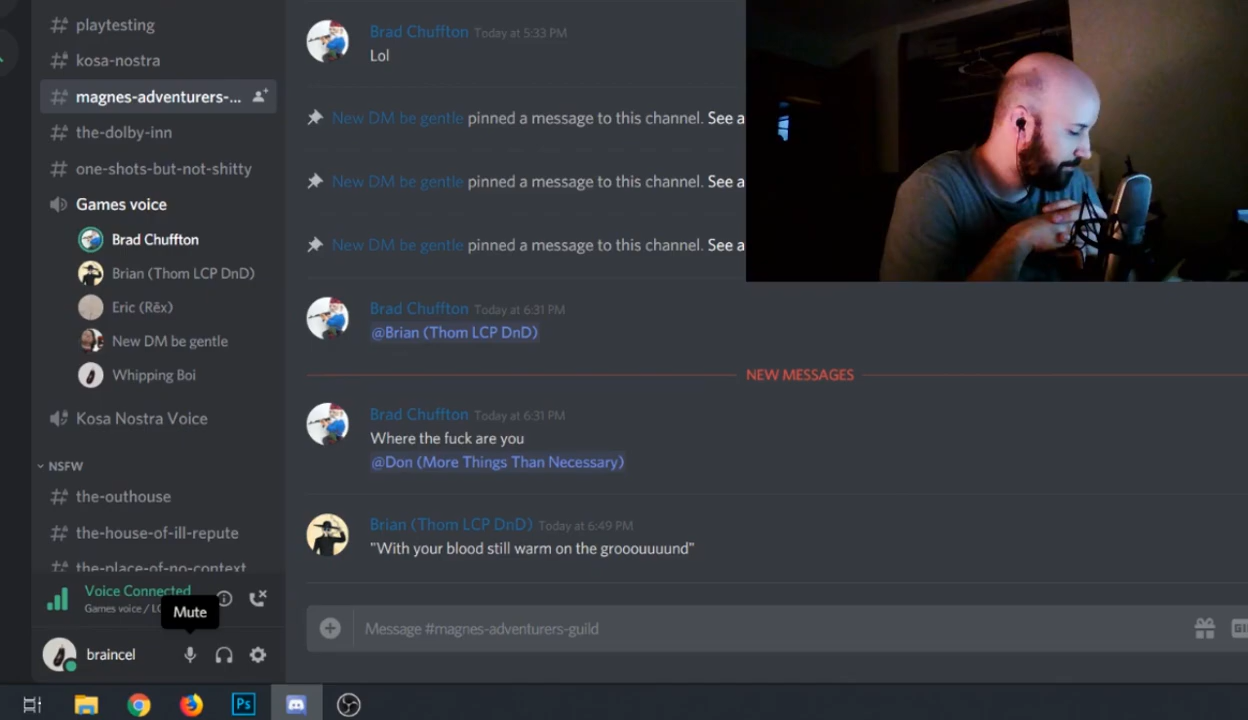 playtesting
kosa-nostra
magnes-adventurers-...
the-dolby-inn
one-shots-but-not-shitty
Games voice
Brad Chuffton
Brian (Thom LCP DnD)
Eric (Rēx)
New DM be gentle
Whipping Boi
Kosa Nostra Voice
NSFW
the-outhouse
the-house-of-ill-repute
the-place-of-no-context
Voice Connected
Games voice /
Mute
braincel
Brad Chuffton Today at 5:33 PM
Lol
New DM be gentle pinned a message to this channel. See a
New DM be gentle pinned a message to this channel. See a
New DM be gentle pinned a message to this channel. See a
Brad Chuffton Today at 6:31 PM
@Brian (Thom LCP DnD)
NEW MESSAGES
Brad Chuffton Today at 6:31 PM
Where the fuck are you
@Don (More Things Than Necessary)
Brian (Thom LCP DnD) Today at 6:49 PM
"With your blood still warm on the grooouuuund"
Message #magnes-adventurers-guild
GI
Ps